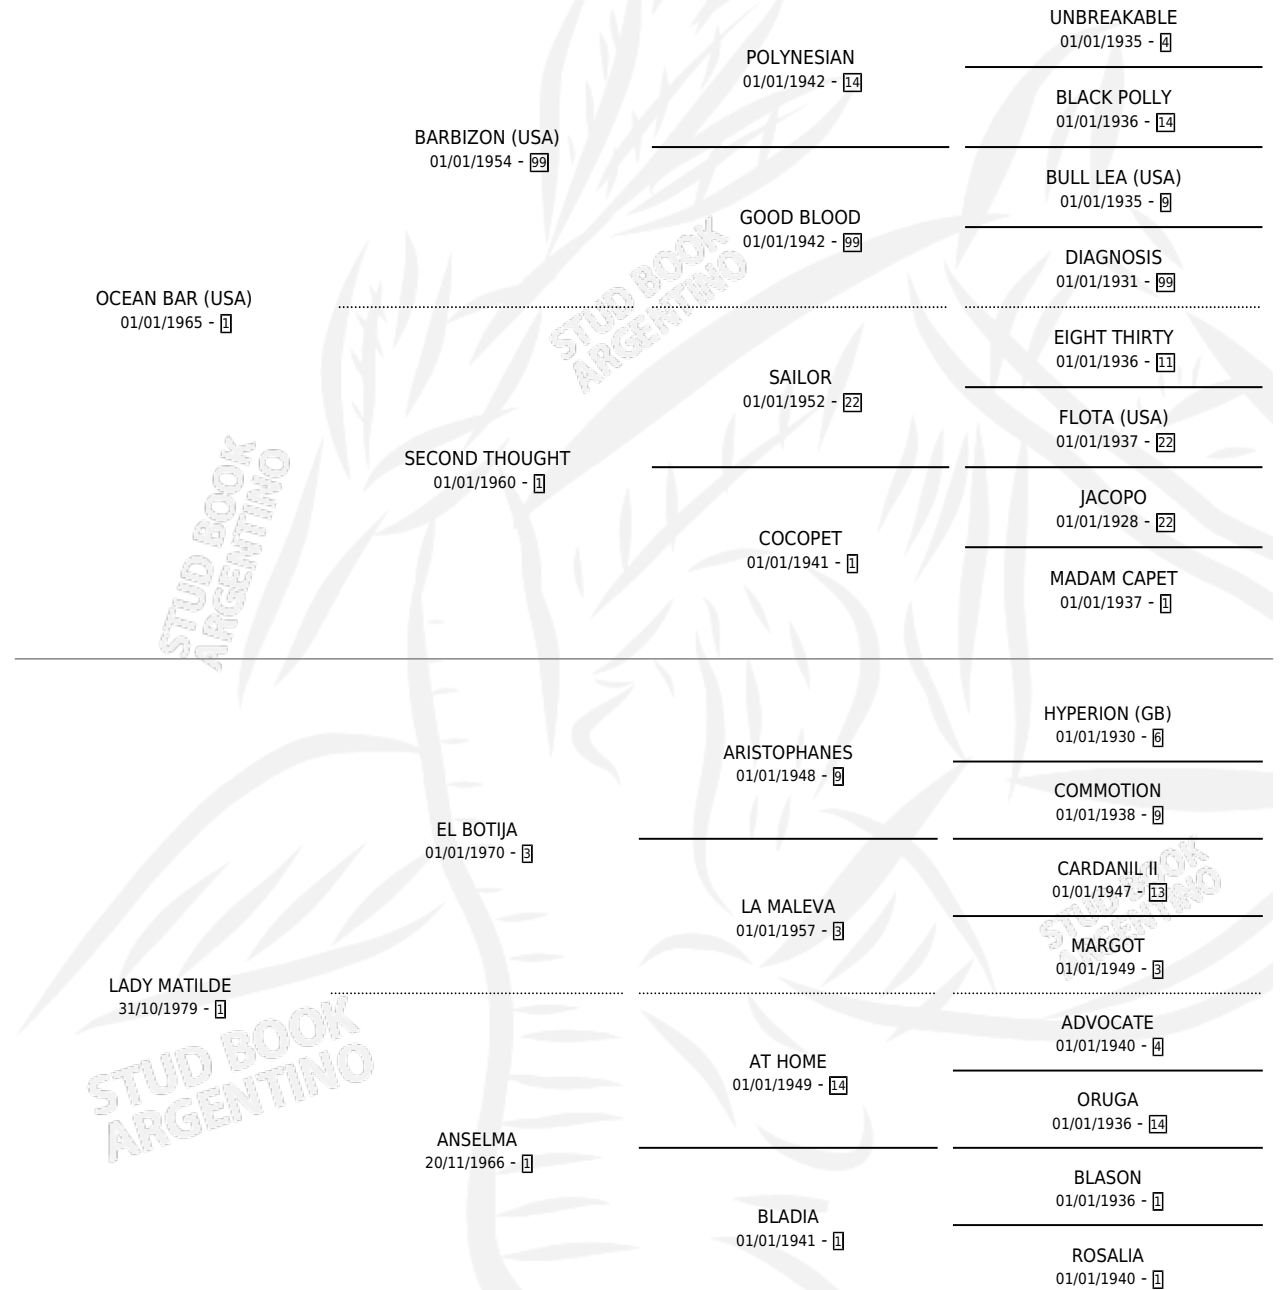 UNBREAKABLE
01/01/1935 - 4
POLYNESIAN
01/01/1942 - 14
BLACK POLLY
01/01/1936 - 14
BARBIZON (USA)
01/01/1954 - 99
BULL LEA (USA)
01/01/1935 - 9
GOOD BLOOD
01/01/1942 - 99
DIAGNOSIS
01/01/1931 - 99
OCEAN BAR (USA)
01/01/1965 - 1
EIGHT THIRTY
01/01/1936 - 11
SAILOR
01/01/1952 - 22
FLOTA (USA)
01/01/1937 - 22
SECOND THOUGHT
01/01/1960 - 1
JACOPO
01/01/1928 - 22
COCOPET
01/01/1941 - 1
MADAM CAPET
01/01/1937 - 1
HYPERION (GB)
01/01/1930 - 6
ARISTOPHANES
01/01/1948 - 9
COMMOTION
01/01/1938 - 9
EL BOTIJA
01/01/1970 - 3
CARDANIL II
01/01/1947 - 13
LA MALEVA
01/01/1957 - 3
MARGOT
01/01/1949 - 3
LADY MATILDE
31/10/1979 - 1
ADVOCATE
01/01/1940 - 4
AT HOME
01/01/1949 - 14
ORUGA
01/01/1936 - 14
ANSELMA
20/11/1966 - 1
BLASON
01/01/1936 - 1
BLADIA
01/01/1941 - 1
ROSALIA
01/01/1940 - 1
STUD BOOK
ARGENTINO
STUD BOOK
ARGENTINO
STUD BOOK
ARGENTINO
STUD BOOK
ARGENTINO